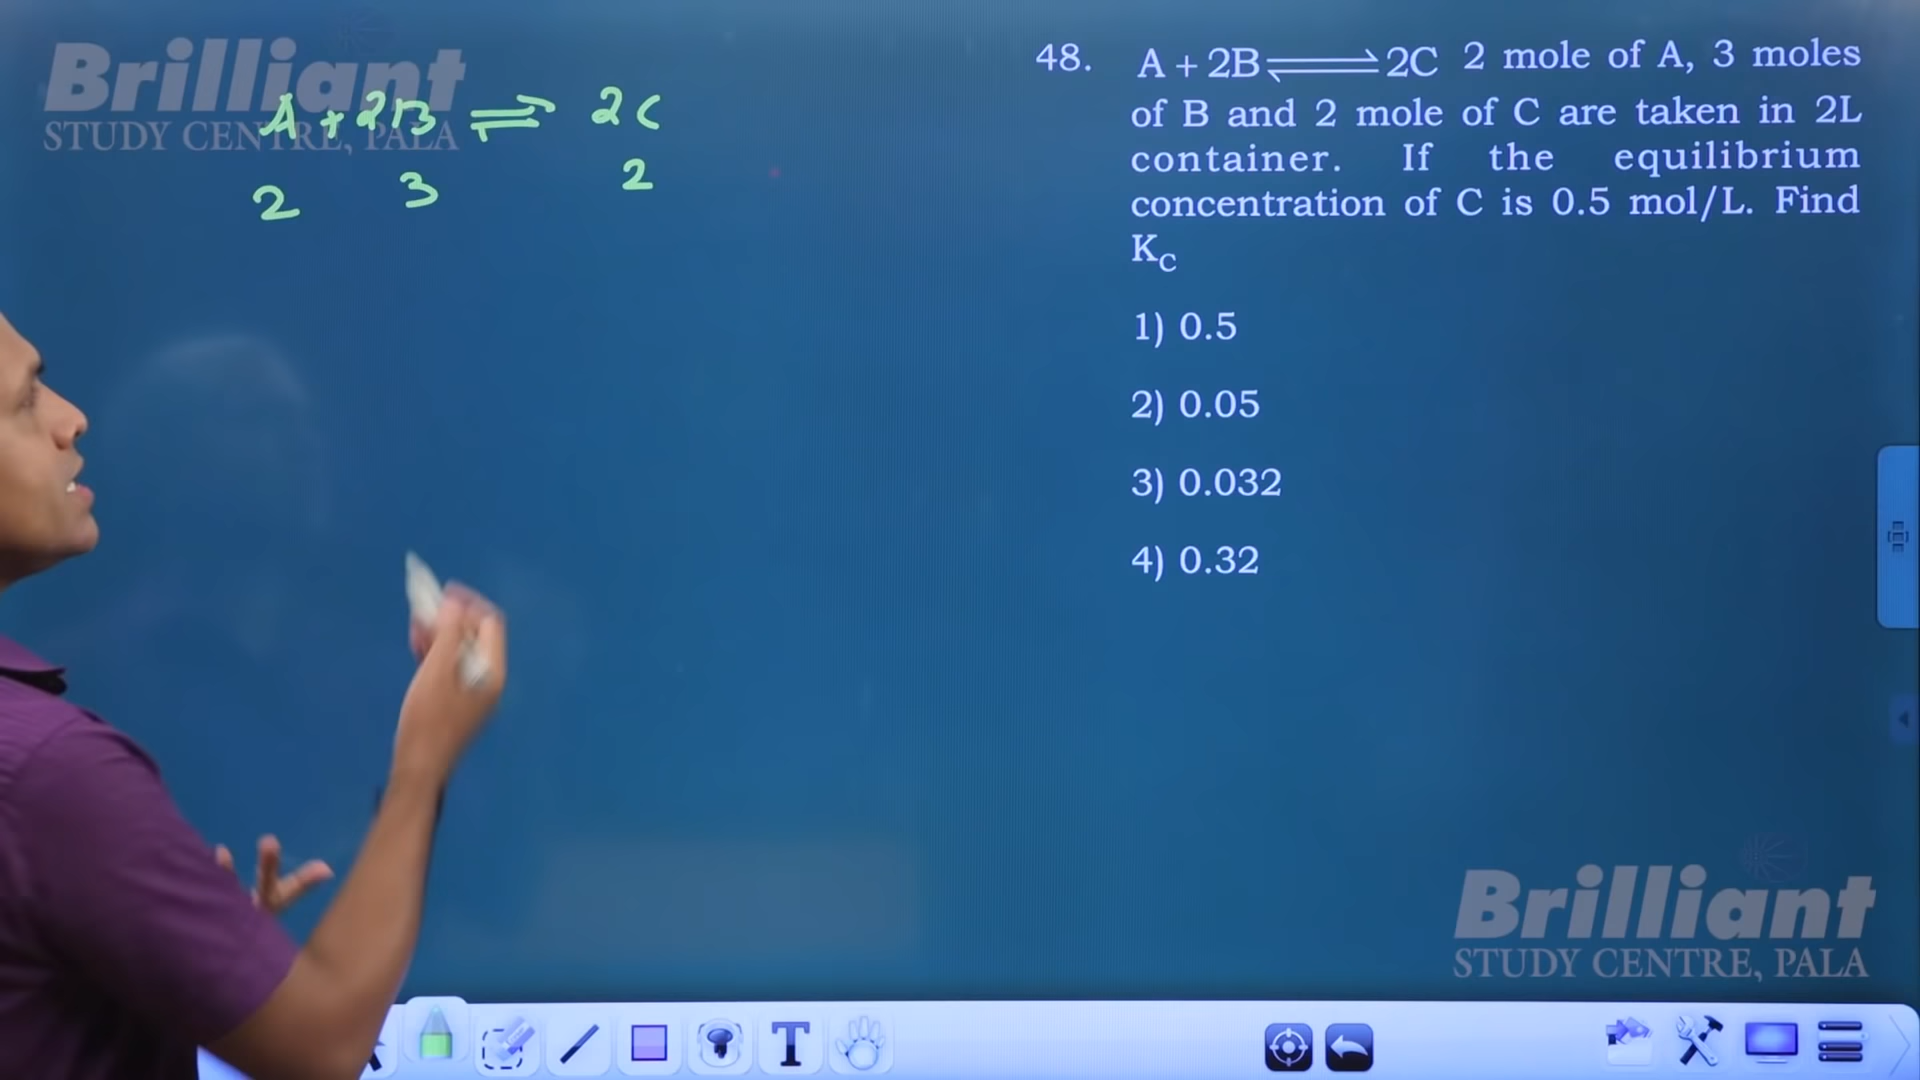 Brilliant
STUDY CENTRE, PALA
A + 2B ⇌ 2C
2 3 2
48. A + 2B ⇌ 2C 2 mole of A, 3 moles
of B and 2 mole of C are taken in 2L
container. If the equilibrium
concentration of C is 0.5 mol/L. Find
K_C
1) 0.5
2) 0.05
3) 0.032
4) 0.32
Brilliant
STUDY CENTRE, PALA
T